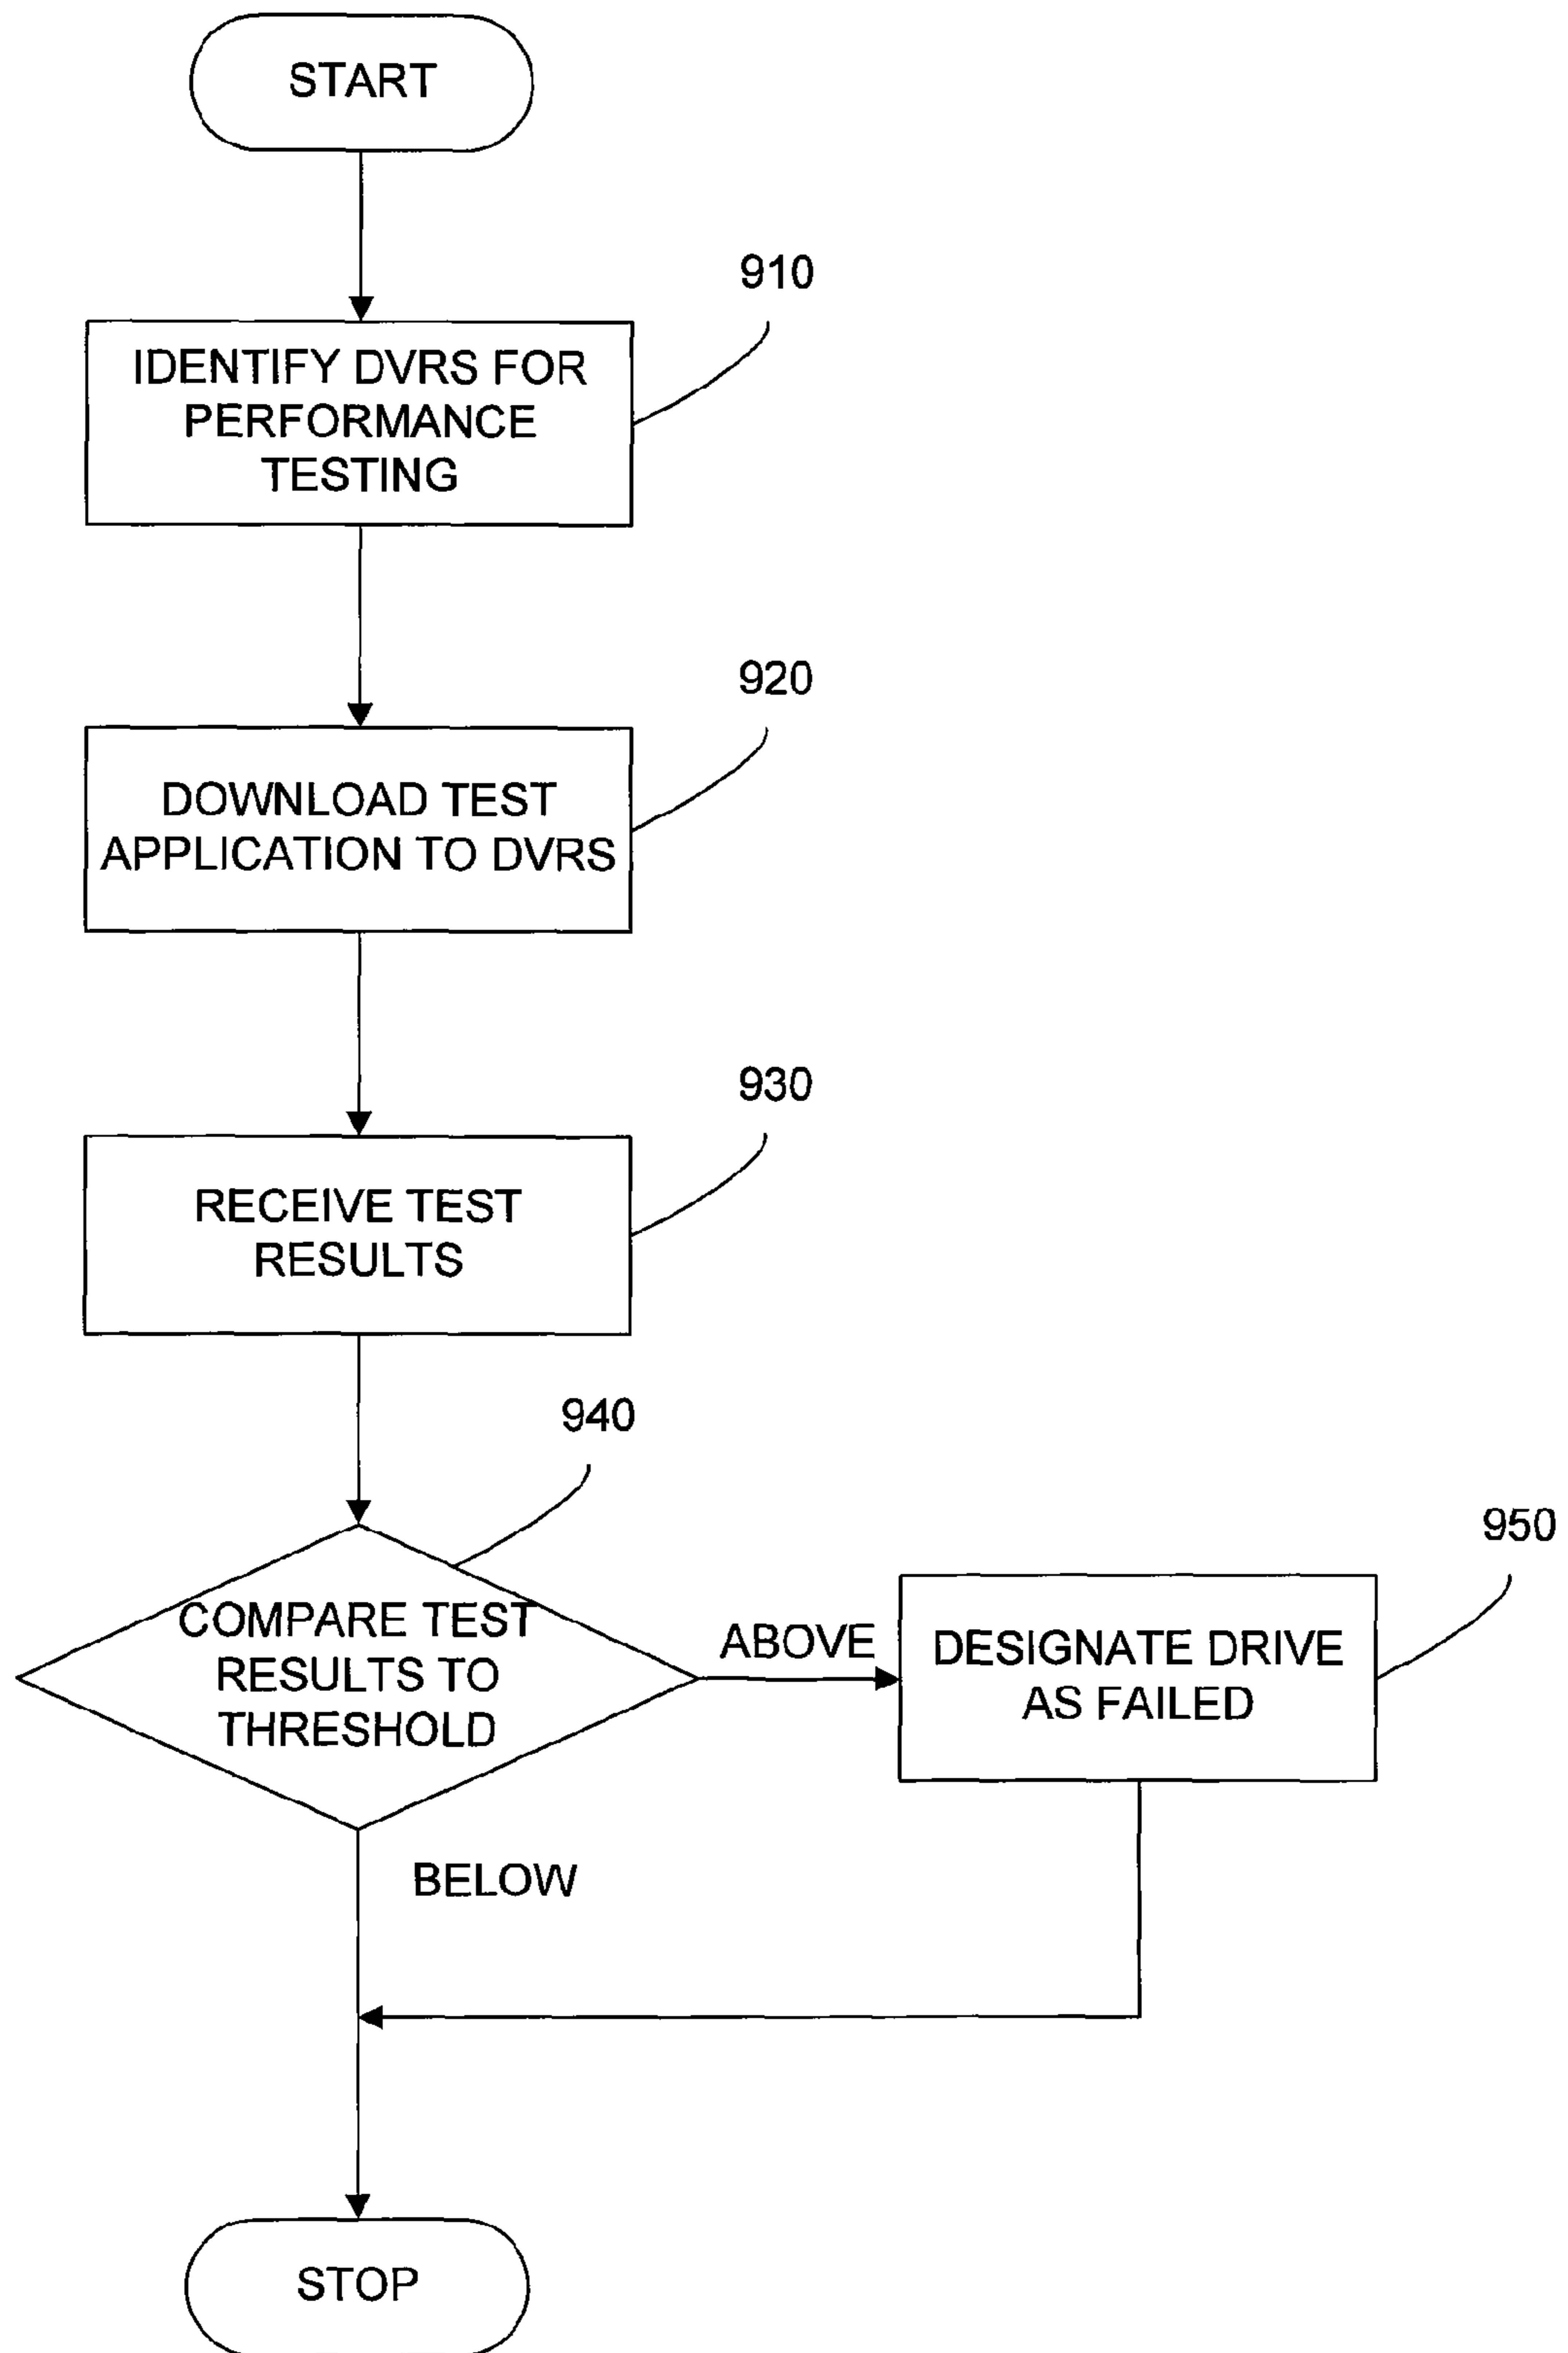 START
910
IDENTIFY DVRS FOR
PERFORMANCE
TESTING
920
DOWNLOAD TEST
APPLICATION TO DVRS
930
RECEIVE TEST
RESULTS
940
COMPARE TEST
RESULTS TO
THRESHOLD
ABOVE
950
DESIGNATE DRIVE
AS FAILED
BELOW
STOP